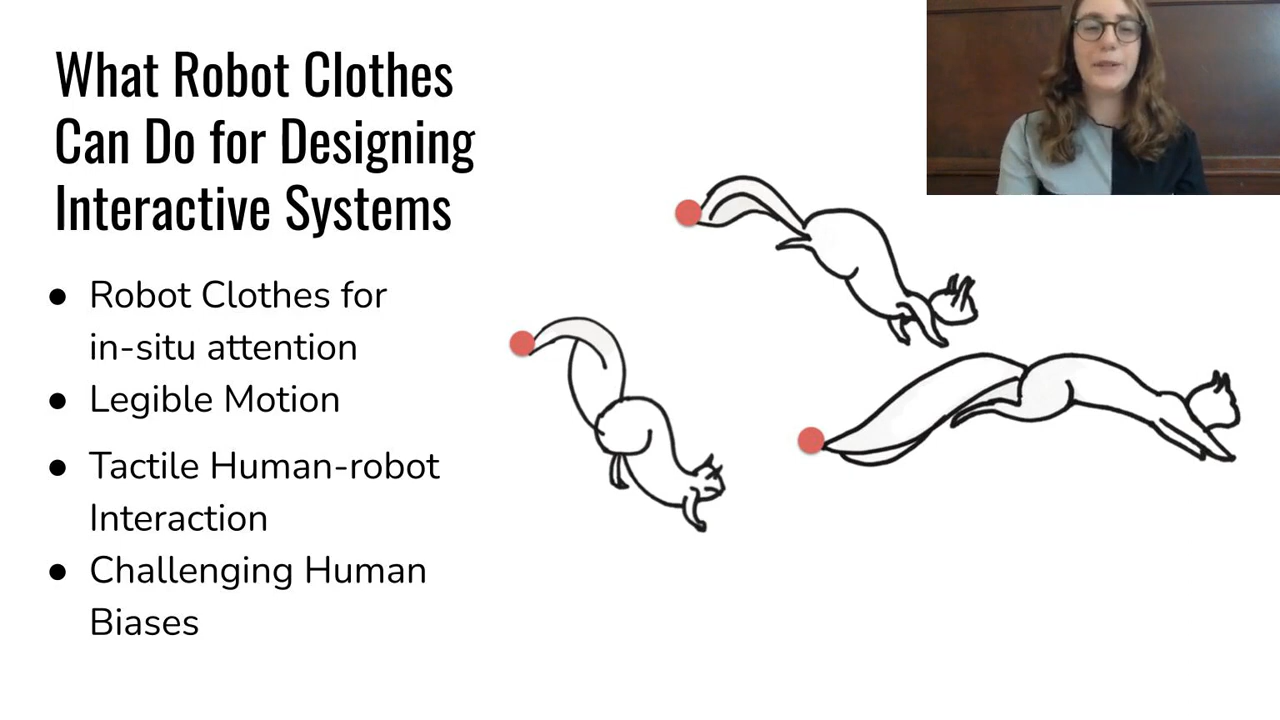 What Robot Clothes
Can Do for Designing
Interactive Systems
● Robot Clothes for
in-situ attention
● Legible Motion
● Tactile Human-robot
Interaction
● Challenging Human
Biases